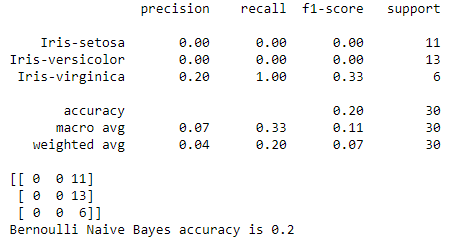 precision recall f1-score support
Iris-setosa 0.00 0.00 0.00 11
Iris-versicolor 0.00 0.00 0.00 13
Iris-virginica 0.20 1.00 0.33 6
accuracy 0.20 30
macro avg 0.07 0.33 0.11 30
weighted avg 0.04 0.20 0.07 30
[[ 0 0 11]
[ 0 0 13]
[ 0 0 6]]
Bernoulli Naive Bayes accuracy is 0.2